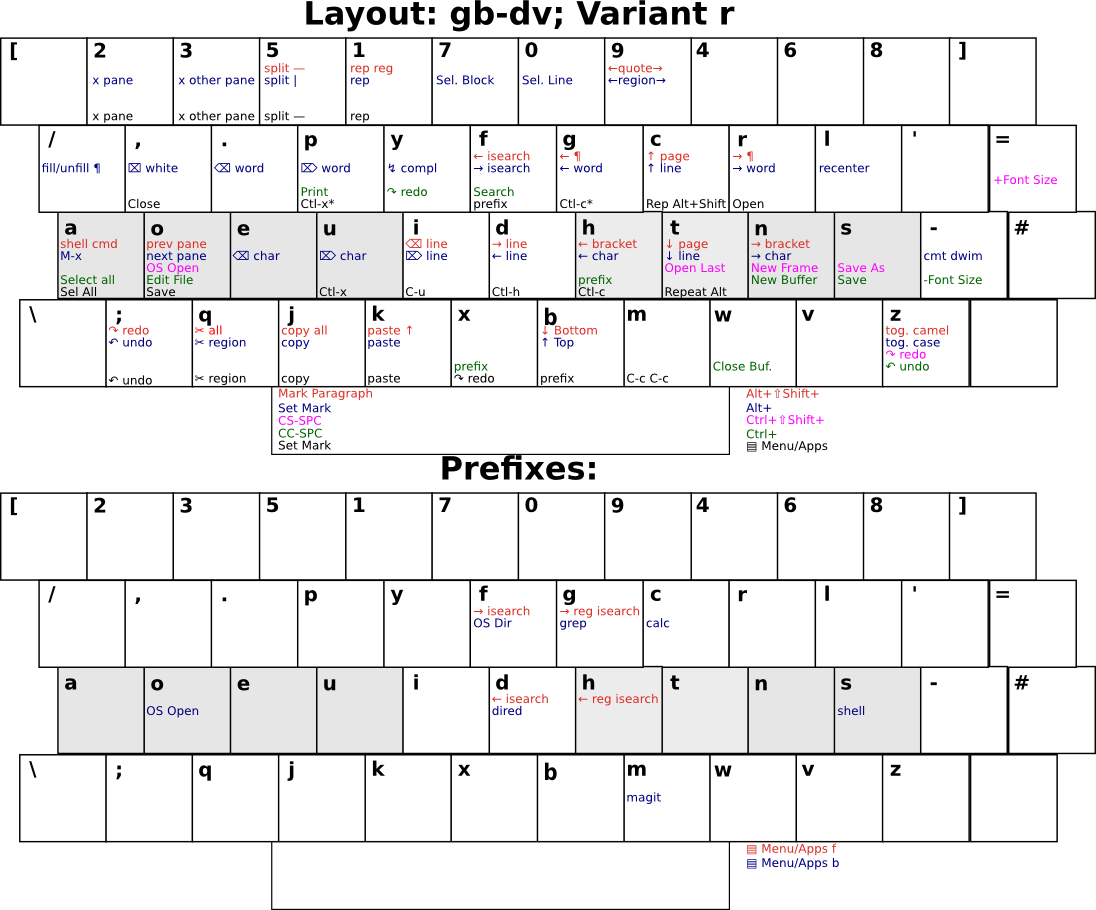 Layout: gb-dv; Variant r
[ 2 3 5 1 7 0 9 4 6 8 ]
split — rep reg ←quote→
x pane x other pane split | rep Sel. Block Sel. Line ←region→
x pane x other pane split — rep
/ , . p y f g c r l ' =
← isearch ← ¶ ↑ page → ¶
fill/unfill ¶ ⌧ white ⌫ word ⌦ word ↯ compl → isearch ← word ↑ line → word recenter
+Font Size
Print ↷ redo Search
Close Ctl-x* prefix Ctl-c* Rep Alt+Shift Open
a o e u i d h t n s - #
shell cmd prev pane ⌫ line → line ← bracket ↓ page → bracket
M-x next pane ⌫ char ⌦ char ⌦ line ← line ← char ↓ line → char cmt dwim
OS Open Open Last New Frame Save As
Select all Edit File prefix New Buffer Save -Font Size
Sel All Save Ctl-x C-u Ctl-h Ctl-c Repeat Alt
\ ; q j k x b m w v z
↷ redo ✂ all copy all paste ↑ ↓ Bottom tog. camel
↶ undo ✂ region copy paste ↑ Top tog. case
↷ redo
prefix Close Buf. ↶ undo
↶ undo ✂ region copy paste ↷ redo prefix C-c C-c
Mark Paragraph Alt+⇧Shift+
Set Mark Alt+
CS-SPC Ctrl+⇧Shift+
CC-SPC Ctrl+
Set Mark ▤ Menu/Apps
Prefixes:
[ 2 3 5 1 7 0 9 4 6 8 ]
/ , . p y f g c r l ' =
→ isearch → reg isearch
OS Dir grep calc
a o e u i d h t n s - #
← isearch ← reg isearch
OS Open dired shell
\ ; q j k x b m w v z
magit
▤ Menu/Apps f
▤ Menu/Apps b